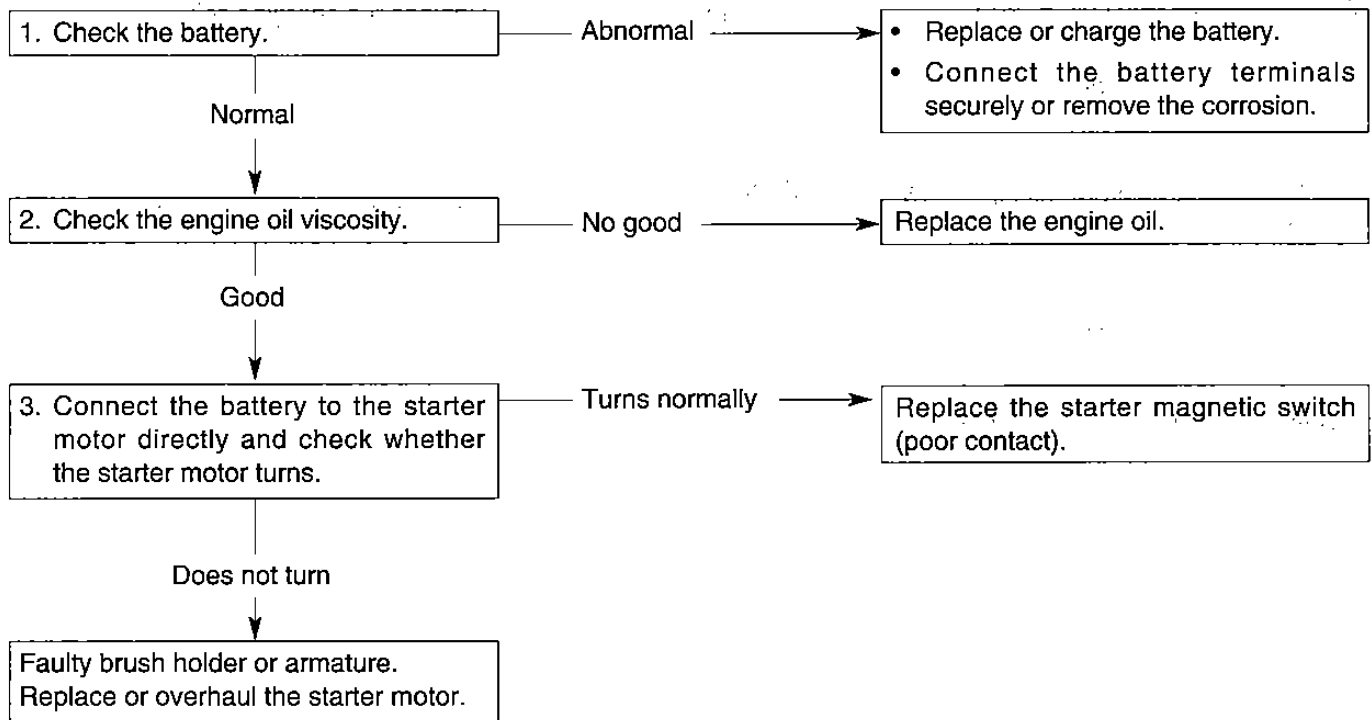 1. Check the battery.
Abnormal
• Replace or charge the battery.
• Connect the battery terminals
securely or remove the corrosion.
Normal
2. Check the engine oil viscosity.
No good
Replace the engine oil.
Good
3. Connect the battery to the starter
motor directly and check whether
the starter motor turns.
Turns normally
Replace the starter magnetic switch
(poor contact).
Does not turn
Faulty brush holder or armature.
Replace or overhaul the starter motor.